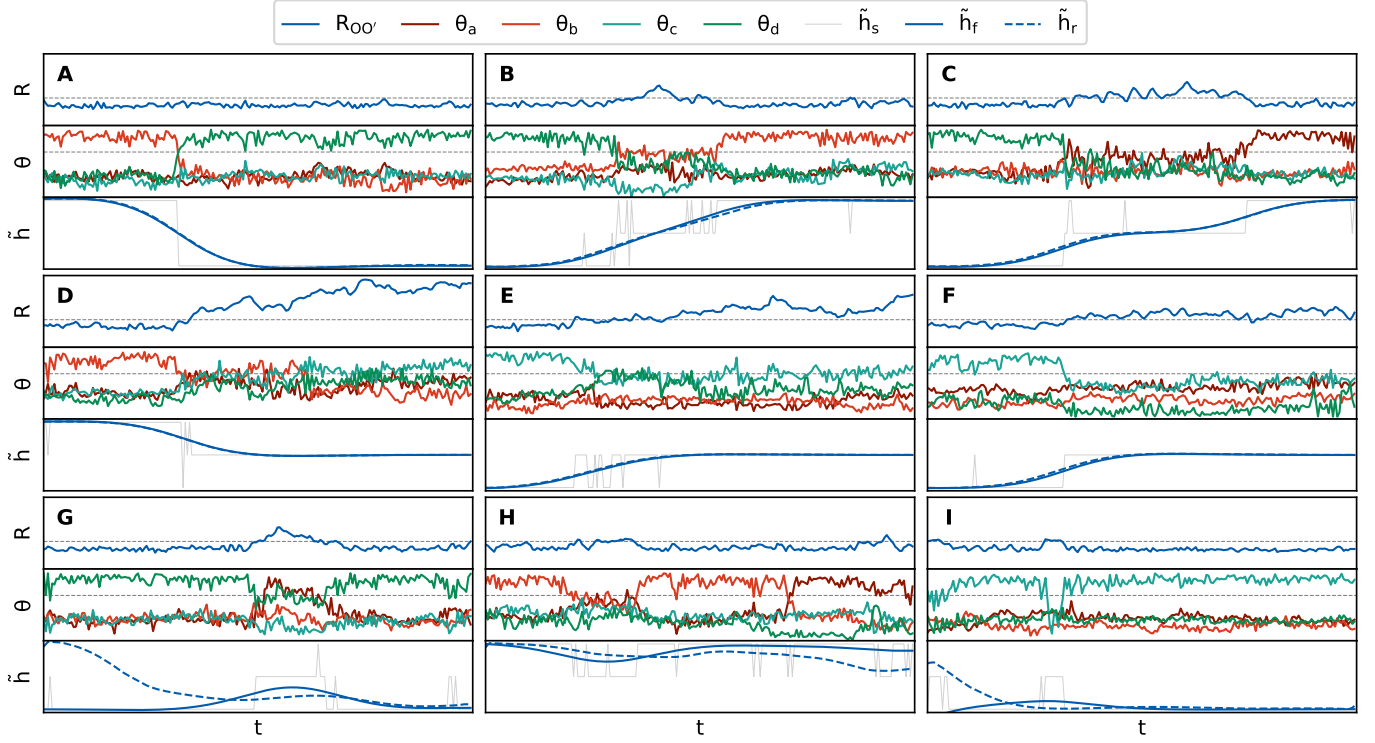 R_OO′ θ_a θ_b θ_c θ_d h̃_s h̃_f h̃_r
A B C
R
θ
h̃
D E F
R
θ
h̃
G H I
R
θ
h̃
t t t